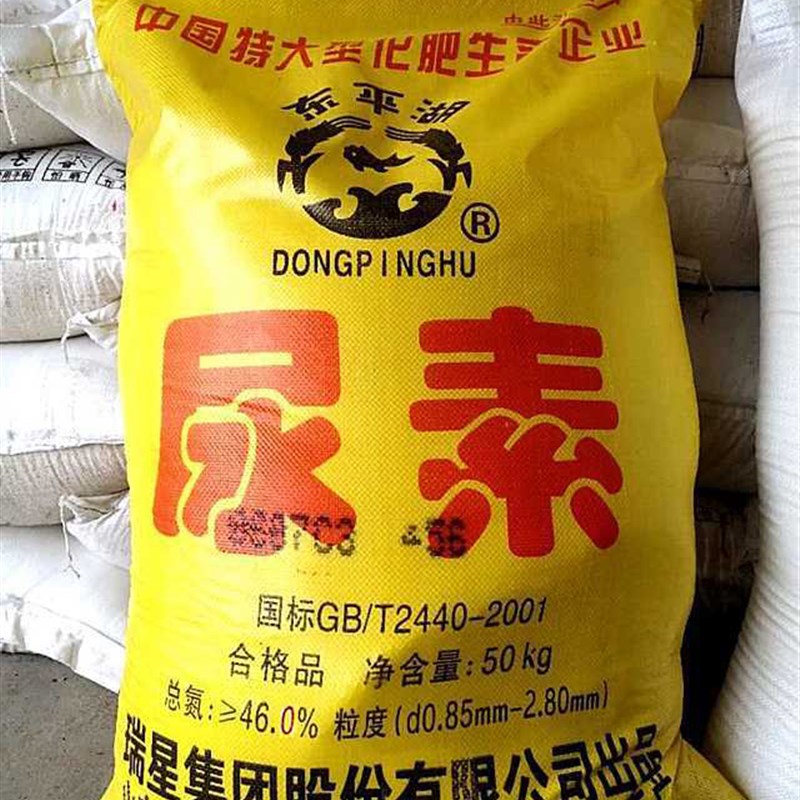 中国特大型化肥生产企业
东平湖
®
DONGPINGHU
尿素
456
国标GB/T2440-2001
合格品 净含量:50kg
总氮:≥46.0% 粒度(d0.85mm-2.80mm)
瑞星集团股份有限公司出品